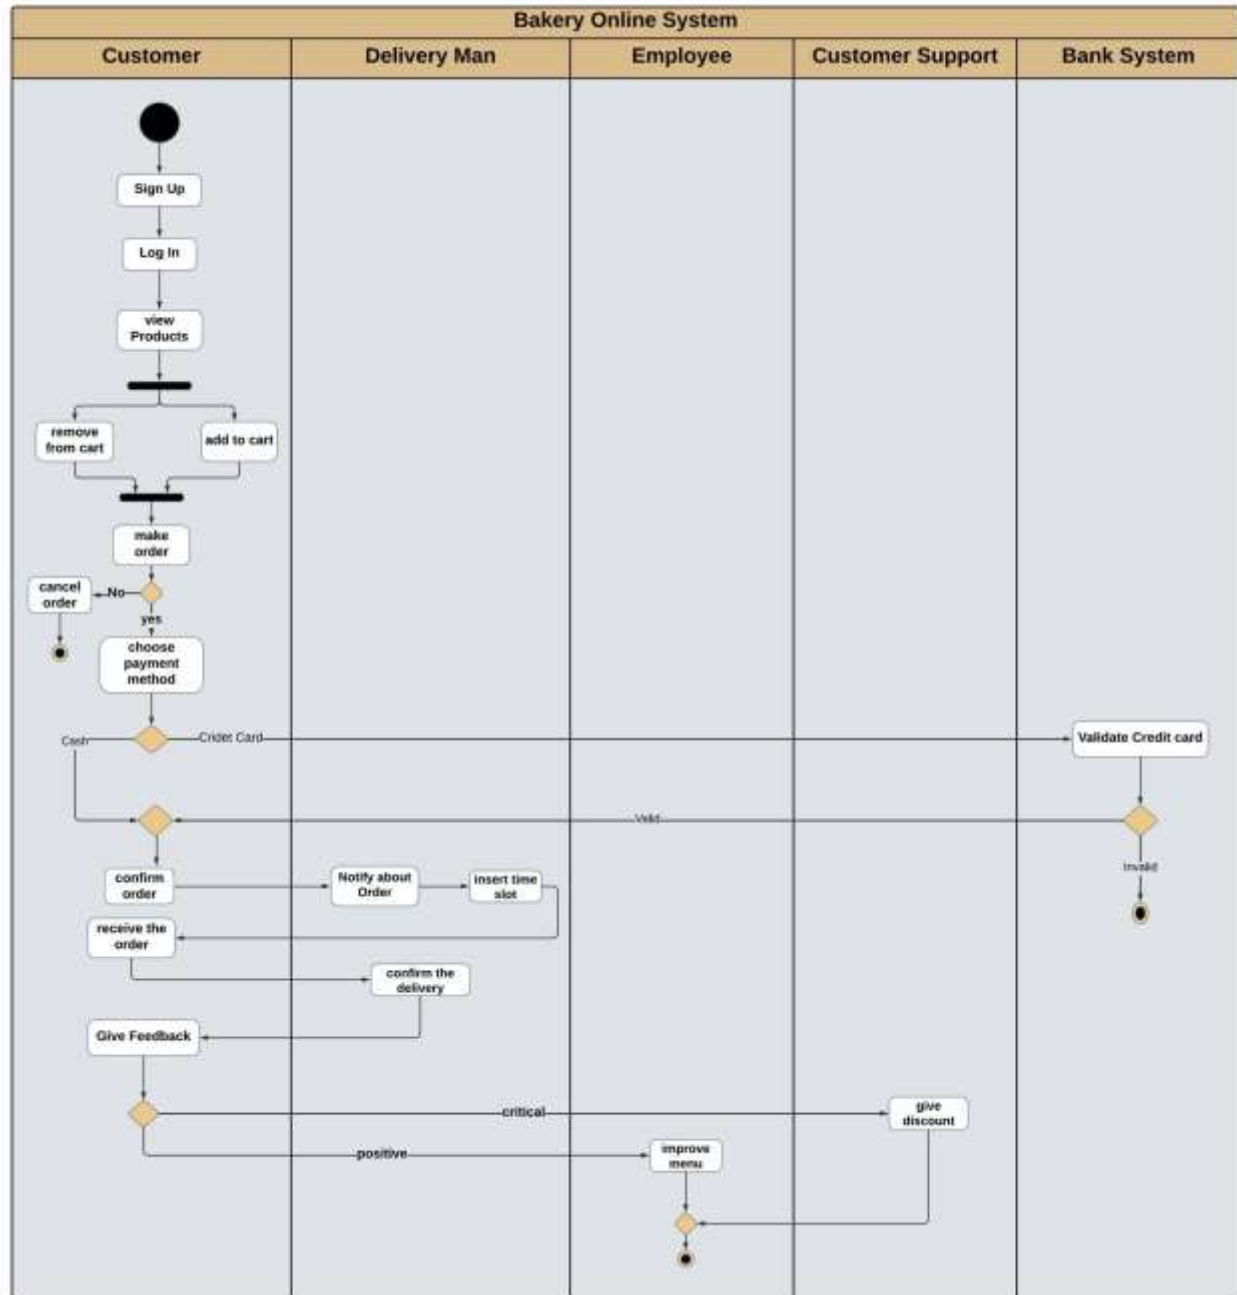 Bakery Online System
Customer
Delivery Man
Employee
Customer Support
Bank System
Sign Up
Log In
view
Products
remove
from cart
add to cart
make
order
cancel
order
No
yes
choose
payment
method
Cash
Cridet Card
Validate Credit card
Valid
Invalid
confirm
order
Notify about
Order
insert time
slot
receive the
order
confirm the
delivery
Give Feedback
critical
give
discount
positive
improve
menu